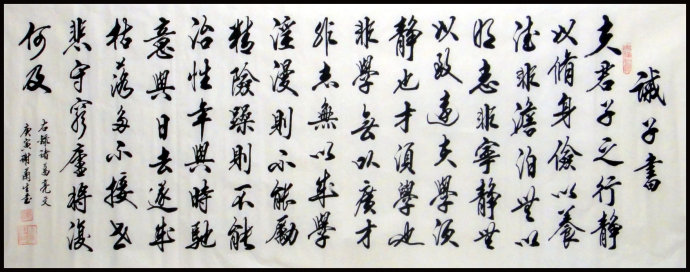 誡子書
夫君子之行靜
以脩身儉以養
德非澹泊無以
明志非寧靜無
以致遠夫學須
靜也才須學也
非學無以廣才
非志無以成學
淫漫則不能勵
精險躁則不能
治性年與時馳
意與日去遂成
枯落多不接世
悲守窮廬將復
何及
右錄諸葛亮文
庚寅謝生書